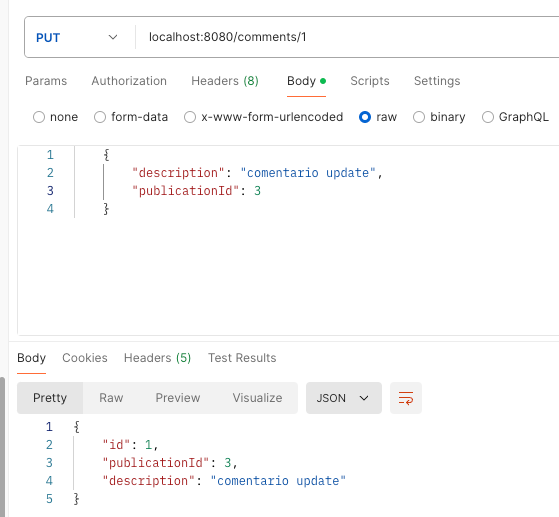 PUT localhost:8080/comments/1
Params Authorization Headers (8) Body Scripts Settings
none form-data x-www-form-urlencoded raw binary GraphQL
1 {
2 "description": "comentario update",
3 "publicationId": 3
4 }
Body Cookies Headers (5) Test Results
Pretty Raw Preview Visualize JSON
1 {
2 "id": 1,
3 "publicationId": 3,
4 "description": "comentario update"
5 }